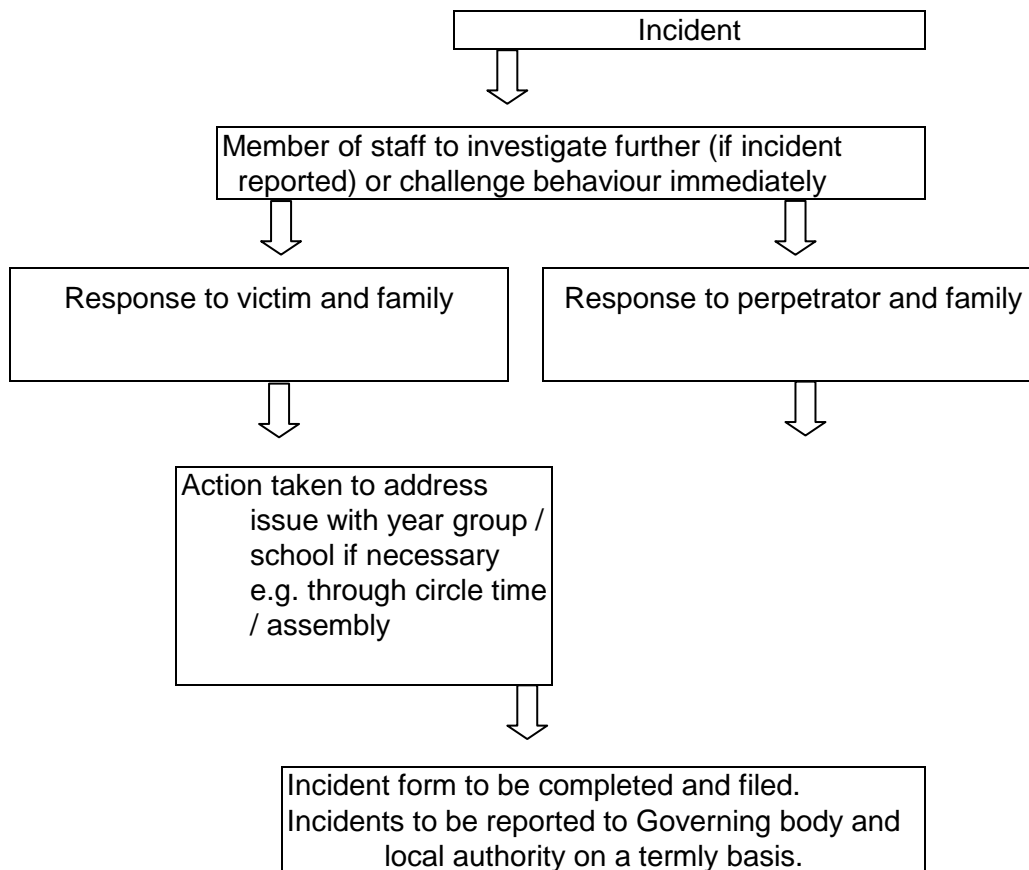 Incident
Member of staff to investigate further (if incident
reported) or challenge behaviour immediately
Response to victim and family
Response to perpetrator and family
Action taken to address
issue with year group /
school if necessary
e.g. through circle time
/ assembly
Incident form to be completed and filed.
Incidents to be reported to Governing body and
local authority on a termly basis.